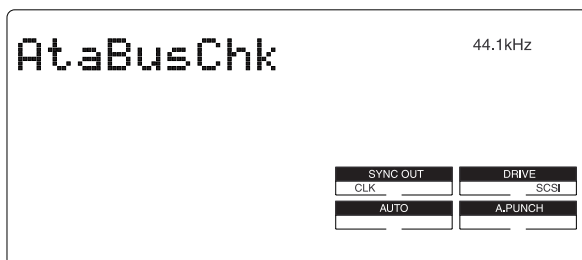 AtaBusChk
44.1kHz
SYNC OUT
DRIVE
CLK
SCSI
AUTO
A.PUNCH